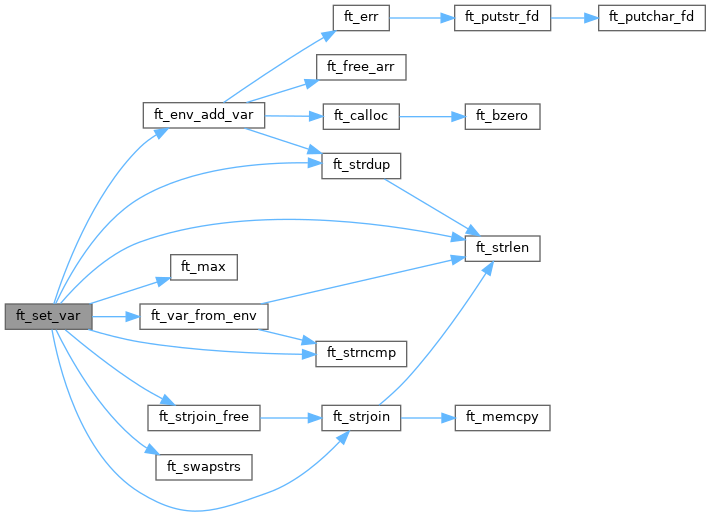 ft_err
ft_putstr_fd
ft_putchar_fd
ft_free_arr
ft_env_add_var
ft_calloc
ft_bzero
ft_strdup
ft_strlen
ft_max
ft_set_var
ft_var_from_env
ft_strncmp
ft_strjoin_free
ft_strjoin
ft_memcpy
ft_swapstrs